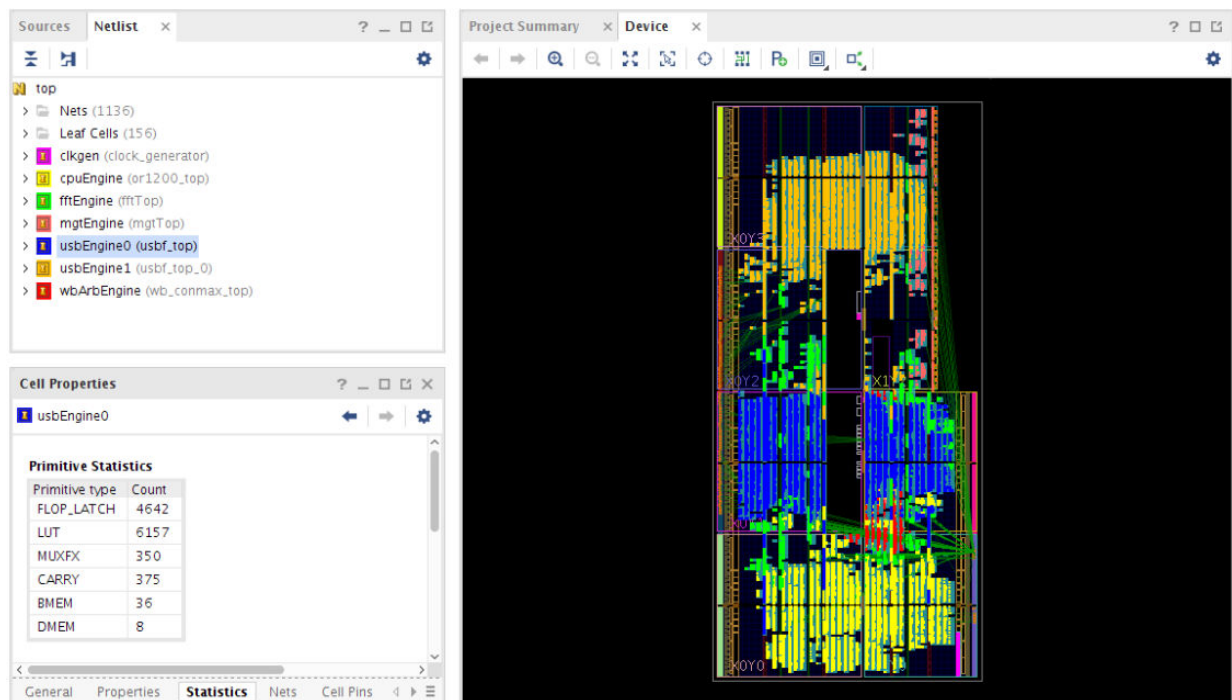 Sources Netlist
top
Nets (1136)
Leaf Cells (156)
clkgen (clock_generator)
cpuEngine (or1200_top)
fftEngine (fftTop)
mgtEngine (mgtTop)
usbEngine0 (usbf_top)
usbEngine1 (usbf_top_0)
wbArbEngine (wb_conmax_top)
Cell Properties
usbEngine0
Primitive Statistics
Primitive type Count
FLOP_LATCH 4642
LUT 6157
MUXFX 350
CARRY 375
BMEM 36
DMEM 8
General Properties Statistics Nets Cell Pins
Project Summary Device
X0Y3
X0Y0